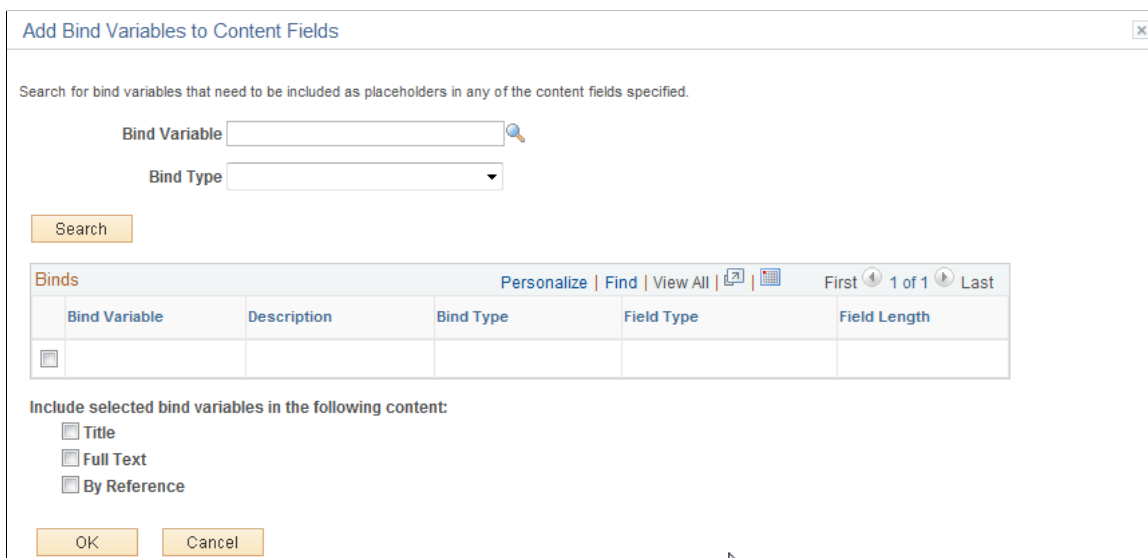 Add Bind Variables to Content Fields
Search for bind variables that need to be included as placeholders in any of the content fields specified.
Bind Variable
Bind Type
Search
Binds Personalize | Find | View All | | First 1 of 1 Last
Bind Variable Description Bind Type Field Type Field Length
Include selected bind variables in the following content:
Title
Full Text
By Reference
OK Cancel